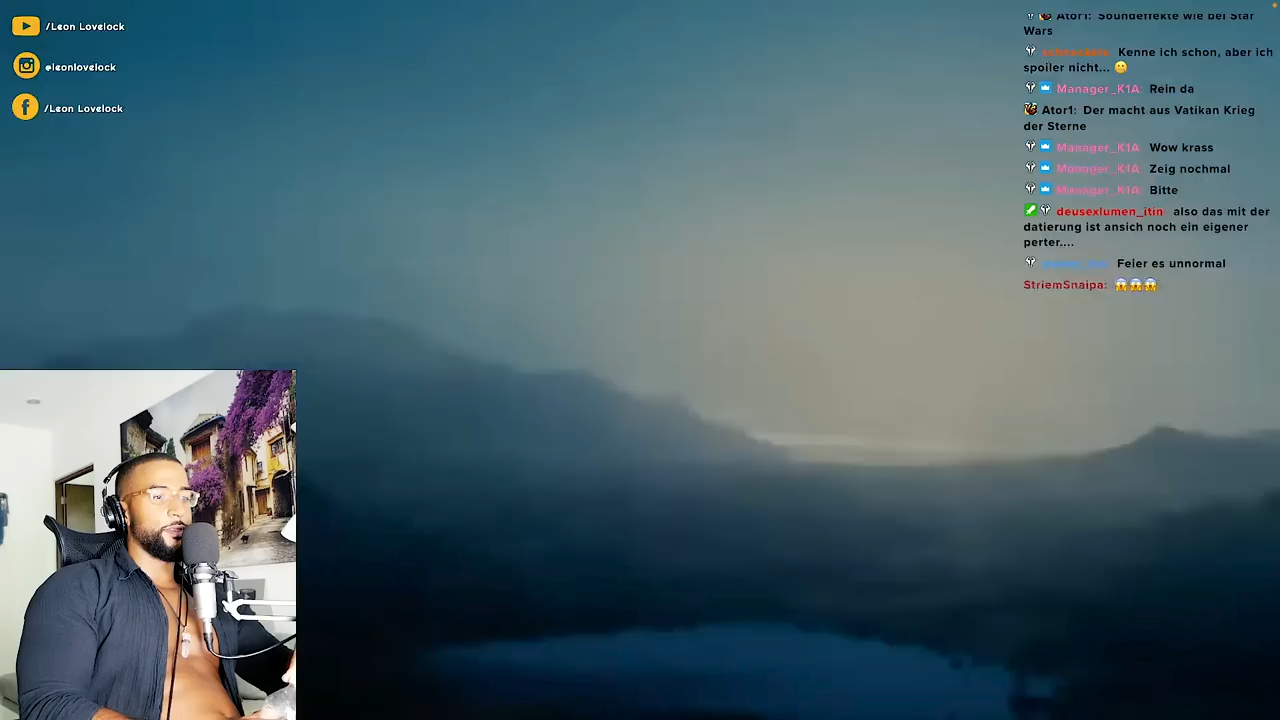 /Leon Lovelock
@leonlovelock
/Leon Lovelock
Ator1: Soundeffekte wie bei Star
Wars
Kenne ich schon, aber ich
spoiler nicht... 😶
Manager_K1A: Rein da
Ator1: Der macht aus Vatikan Krieg
der Sterne
Manager_K1A: Wow krass
Manager_K1A: Zeig nochmal
Manager_K1A: Bitte
deusexlumen_itin: also das mit der
datierung ist ansich noch ein eigener
perter....
Feier es unnormal
StriemSnaipa: 😱😱😱